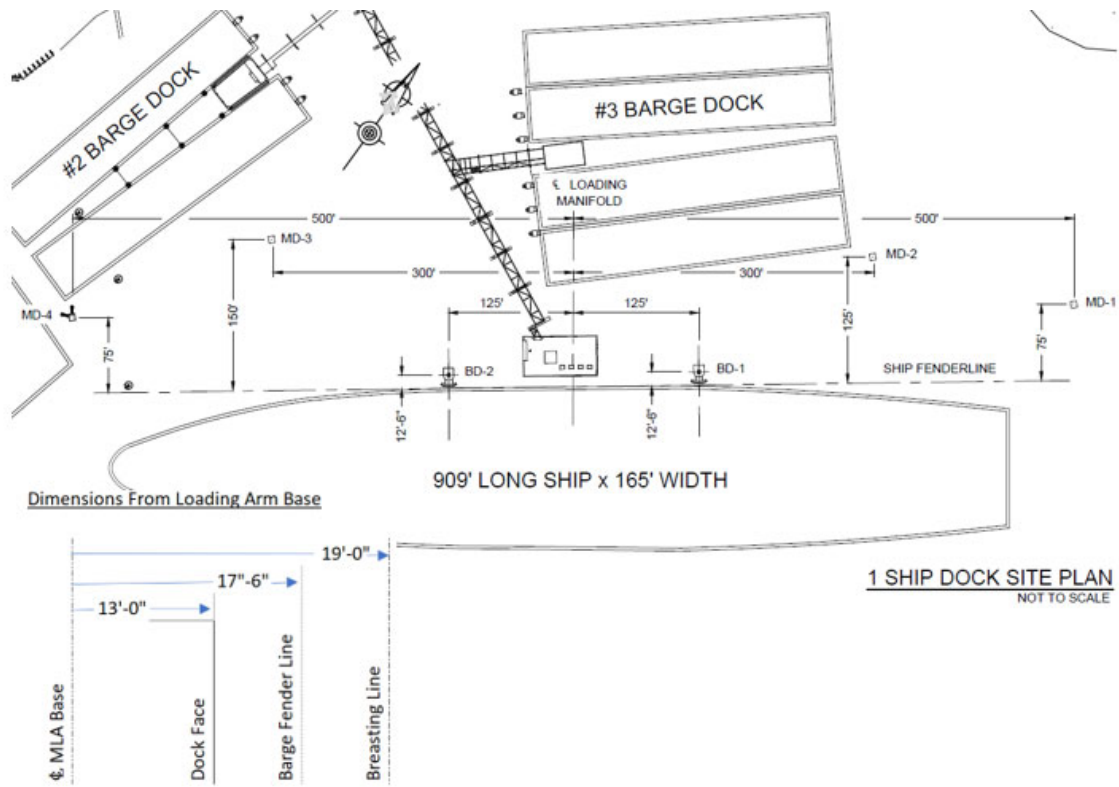 #2 BARGE DOCK
#3 BARGE DOCK
℄ LOADING
MANIFOLD
500'
500'
MD-3
MD-2
300'
300'
MD-1
125'
125'
MD-4
150'
125'
75'
75'
BD-2
BD-1
SHIP FENDERLINE
12'-6"
12'-6"
909' LONG SHIP x 165' WIDTH
Dimensions From Loading Arm Base
19'-0"
17"-6"
13'-0"
1 SHIP DOCK SITE PLAN
NOT TO SCALE
℄ MLA Base
Dock Face
Barge Fender Line
Breasting Line